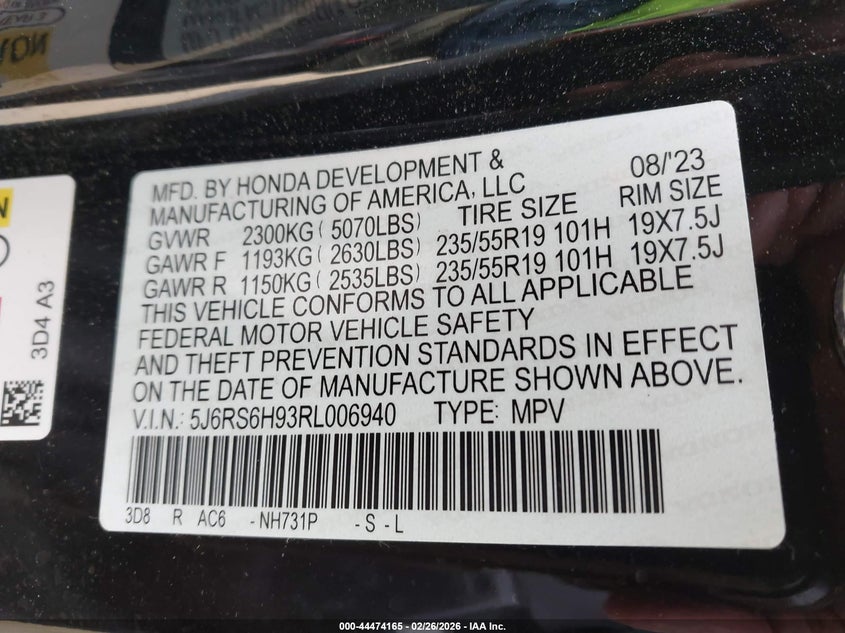 MFD. BY HONDA DEVELOPMENT &
MANUFACTURING OF AMERICA, LLC 08/'23
GVWR 2300KG ( 5070LBS) TIRE SIZE RIM SIZE
GAWR F 1193KG ( 2630LBS) 235/55R19 101H 19X7.5J
GAWR R 1150KG ( 2535LBS) 235/55R19 101H 19X7.5J
THIS VEHICLE CONFORMS TO ALL APPLICABLE
FEDERAL MOTOR VEHICLE SAFETY
AND THEFT PREVENTION STANDARDS IN EFFECT
ON THE DATE OF MANUFACTURE SHOWN ABOVE.
V.I.N.: 5J6RS6H93RL006940 TYPE: MPV
3D8 R AC6 -NH731P -S -L
3D4 A3
000-44474165 - 02/26/2026 - IAA Inc.